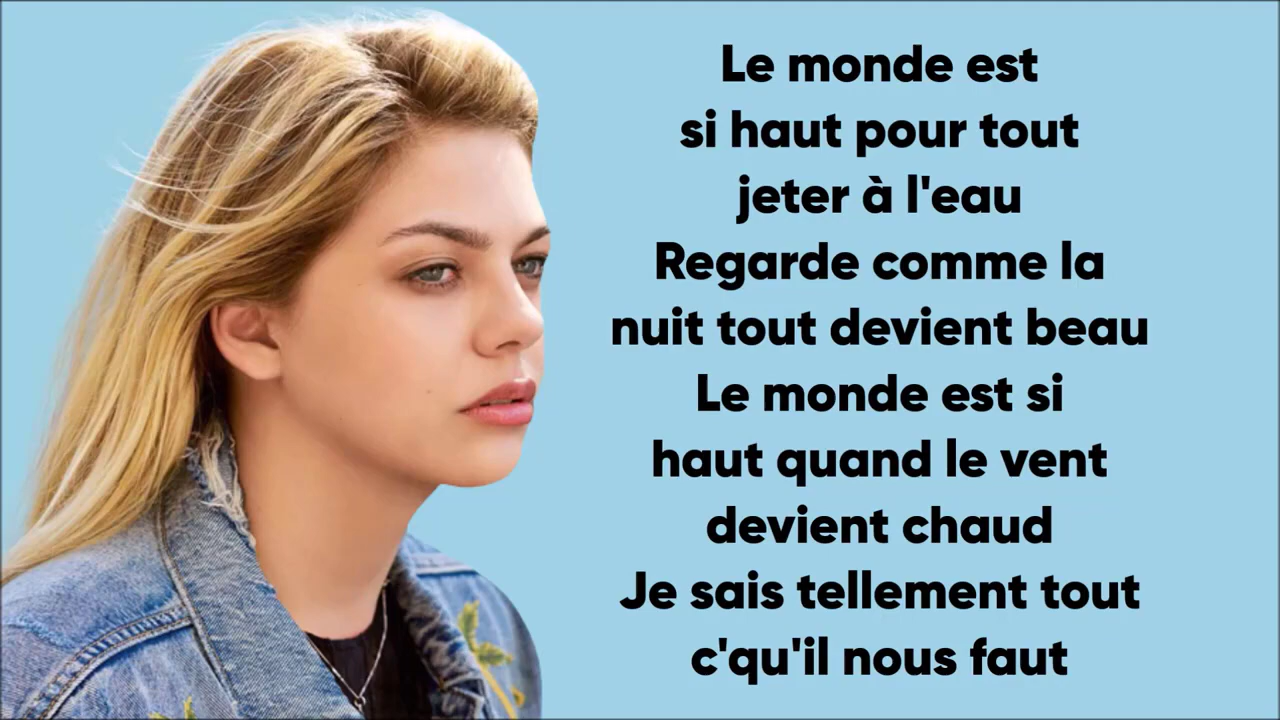 Le monde est
si haut pour tout
jeter à l'eau
Regarde comme la
nuit tout devient beau
Le monde est si
haut quand le vent
devient chaud
Je sais tellement tout
c'qu'il nous faut